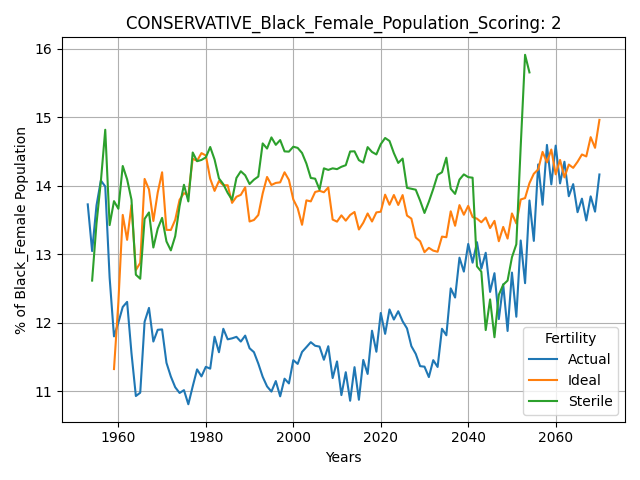 CONSERVATIVE_Black_Female_Population_Scoring: 2
% of Black_Female Population
16
15
14
13
12
11
1960 1980 2000 2020 2040 2060
Years
Fertility
Actual
Ideal
Sterile